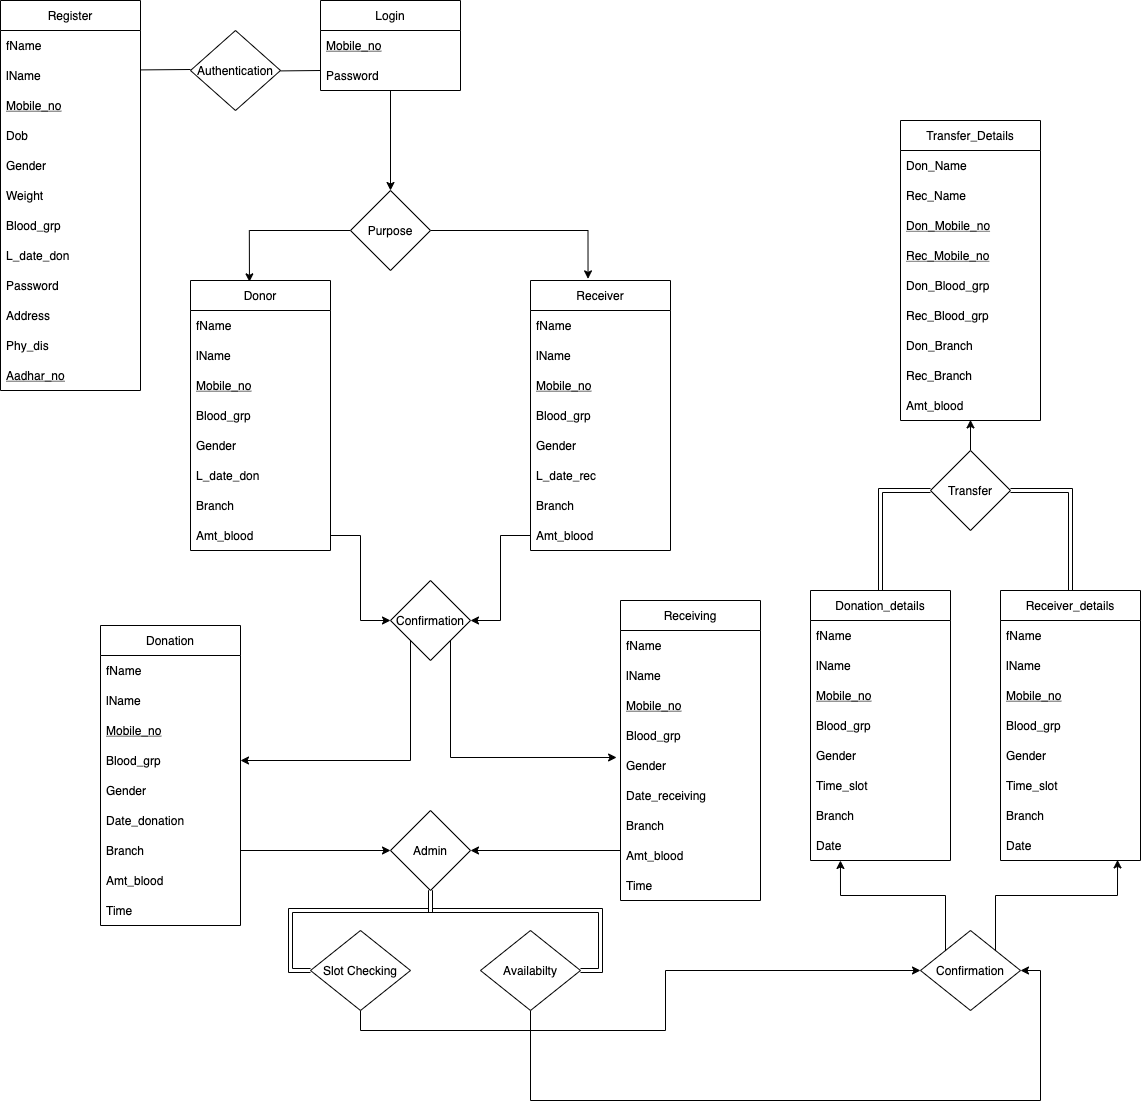 Register
fName
lName
Mobile_no
Dob
Gender
Weight
Blood_grp
L_date_don
Password
Address
Phy_dis
Aadhar_no
Authentication
Login
Mobile_no
Password
Purpose
Donor
fName
lName
Mobile_no
Blood_grp
Gender
L_date_don
Branch
Amt_blood
Receiver
fName
lName
Mobile_no
Blood_grp
Gender
L_date_rec
Branch
Amt_blood
Confirmation
Donation
fName
lName
Mobile_no
Blood_grp
Gender
Date_donation
Branch
Amt_blood
Time
Receiving
fName
lName
Mobile_no
Blood_grp
Gender
Date_receiving
Branch
Amt_blood
Time
Admin
Slot Checking
Availabilty
Transfer_Details
Don_Name
Rec_Name
Don_Mobile_no
Rec_Mobile_no
Don_Blood_grp
Rec_Blood_grp
Don_Branch
Rec_Branch
Amt_blood
Transfer
Donation_details
fName
lName
Mobile_no
Blood_grp
Gender
Time_slot
Branch
Date
Receiver_details
fName
lName
Mobile_no
Blood_grp
Gender
Time_slot
Branch
Date
Confirmation